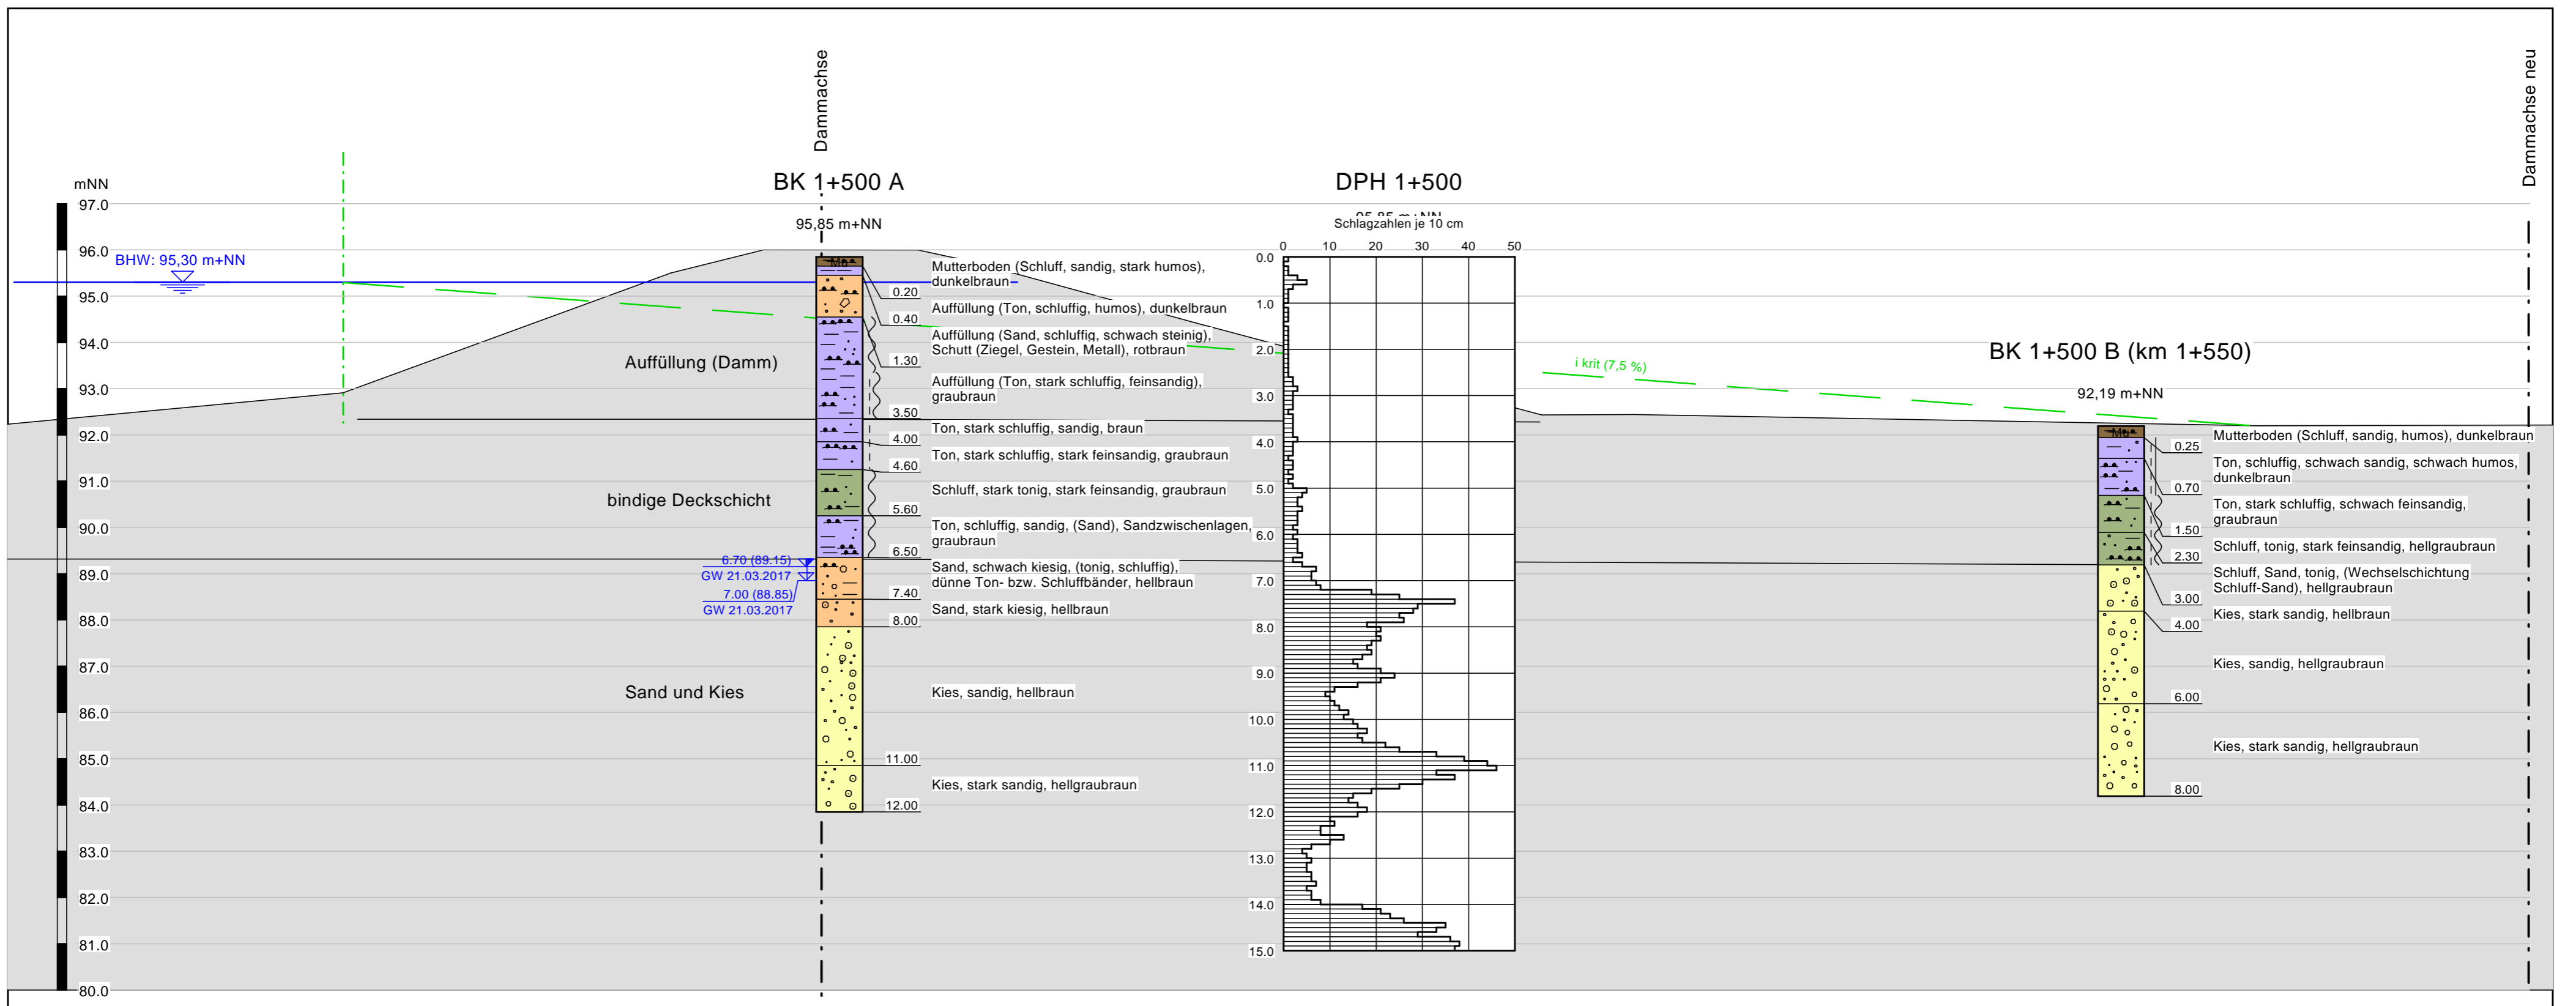 Dammachse
Dammachse neu
BK 1+500 A
DPH 1+500
mNN
97.0
95,85 m+NN
95,85 m+NN
Schlagzahlen je 10 cm
0 10 20 30 40 50
96.0
95.0
94.0
93.0
92.0
91.0
90.0
89.0
88.0
87.0
86.0
85.0
84.0
83.0
82.0
81.0
80.0
BHW: 95,30 m+NN
Auffüllung (Damm)
bindige Deckschicht
Sand und Kies
6.70 (89.15)
GW 21.03.2017
7.00 (88.85)
GW 21.03.2017
Mu
0.20
0.40
1.30
3.50
4.00
4.60
5.60
6.50
7.40
8.00
11.00
12.00
Mutterboden (Schluff, sandig, stark humos),
dunkelbraun
Auffüllung (Ton, schluffig, humos), dunkelbraun
Auffüllung (Sand, schluffig, schwach steinig),
Schutt (Ziegel, Gestein, Metall), rotbraun
Auffüllung (Ton, stark schluffig, feinsandig),
graubraun
Ton, stark schluffig, sandig, braun
Ton, stark schluffig, stark feinsandig, graubraun
Schluff, stark tonig, stark feinsandig, graubraun
Ton, schluffig, sandig, (Sand), Sandzwischenlagen,
graubraun
Sand, schwach kiesig, (tonig, schluffig),
dünne Ton- bzw. Schluffbänder, hellbraun
Sand, stark kiesig, hellbraun
Kies, sandig, hellbraun
Kies, stark sandig, hellgraubraun
0.0
1.0
2.0
3.0
4.0
5.0
6.0
7.0
8.0
9.0
10.0
11.0
12.0
13.0
14.0
15.0
i krit (7,5 %)
BK 1+500 B (km 1+550)
92,19 m+NN
Mu
0.25
0.70
1.50
2.30
3.00
4.00
6.00
8.00
Mutterboden (Schluff, sandig, humos), dunkelbraun
Ton, schluffig, schwach sandig, schwach humos,
dunkelbraun
Ton, stark schluffig, schwach feinsandig,
graubraun
Schluff, tonig, stark feinsandig, hellgraubraun
Schluff, Sand, tonig, (Wechselschichtung
Schluff-Sand), hellgraubraun
Kies, stark sandig, hellbraun
Kies, sandig, hellgraubraun
Kies, stark sandig, hellgraubraun